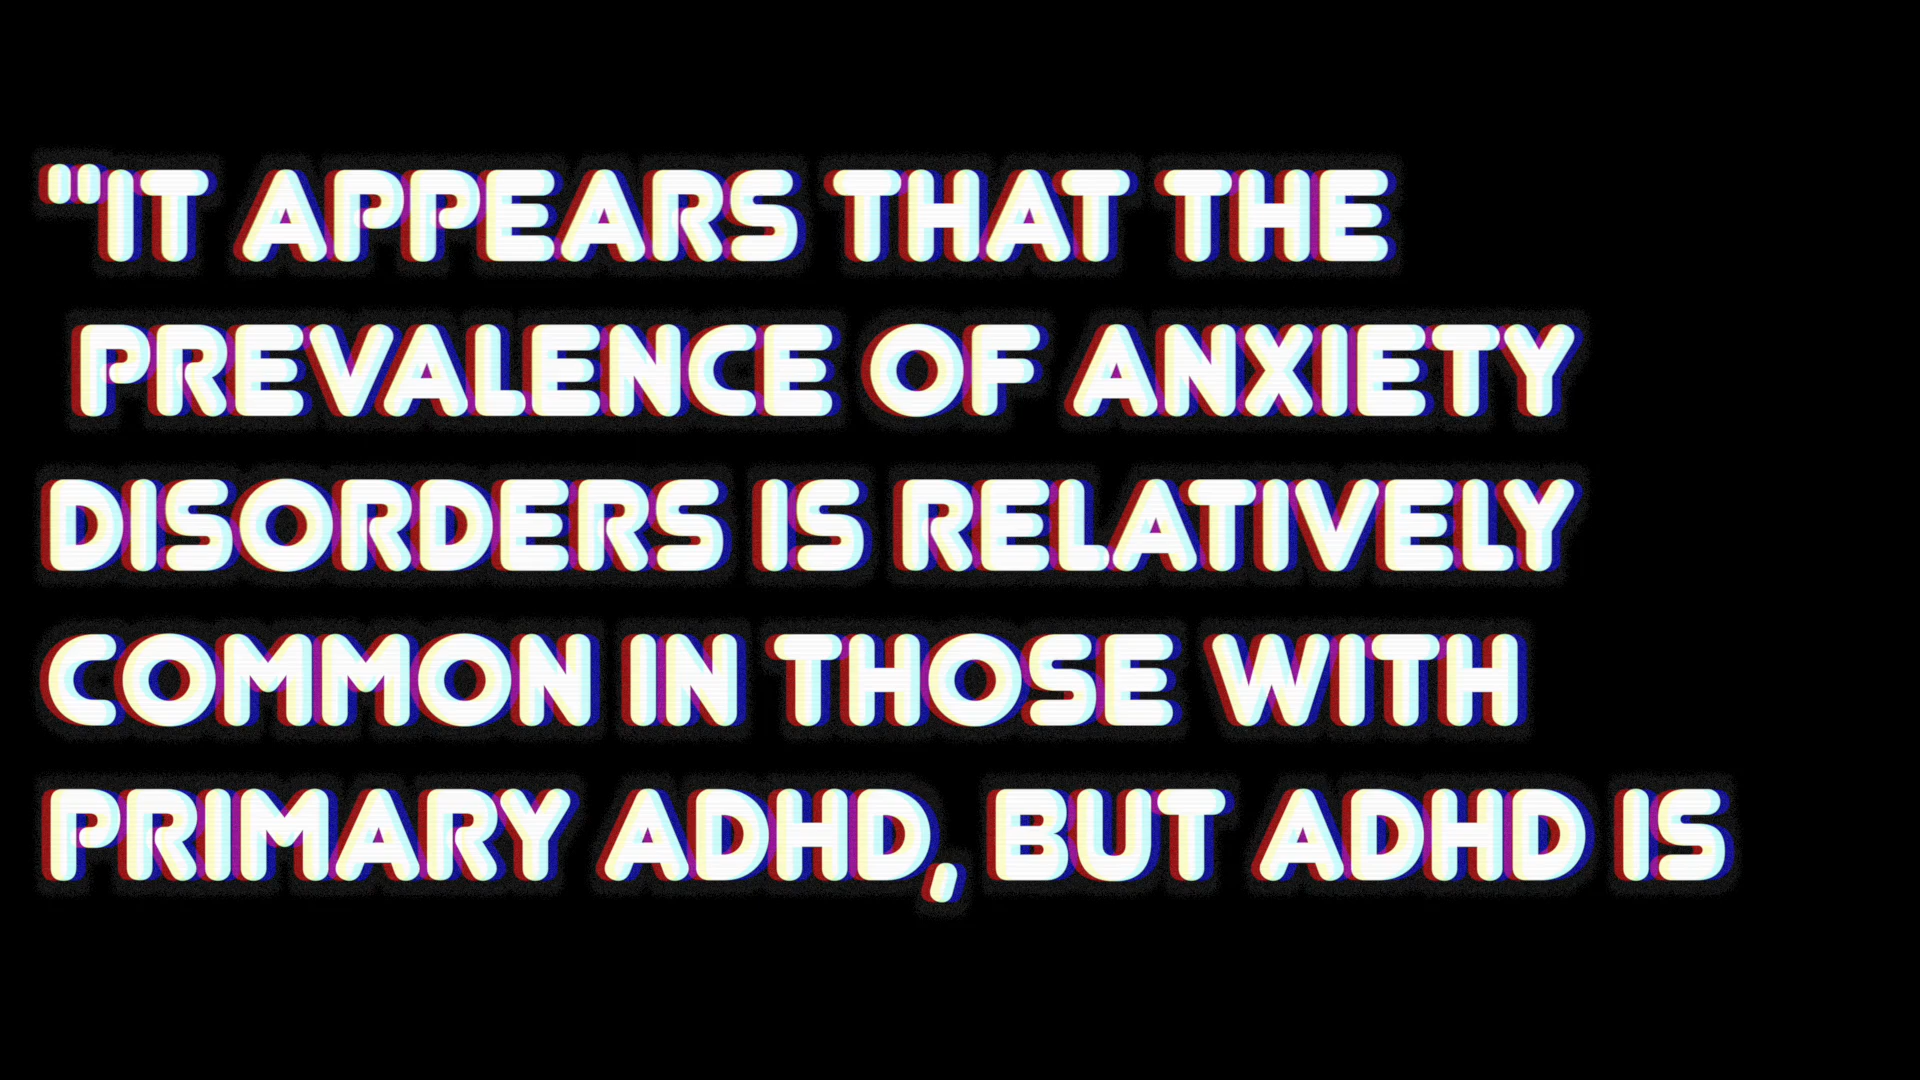 "IT APPEARS THAT THE
PREVALENCE OF ANXIETY
DISORDERS IS RELATIVELY
COMMON IN THOSE WITH
PRIMARY ADHD, BUT ADHD IS